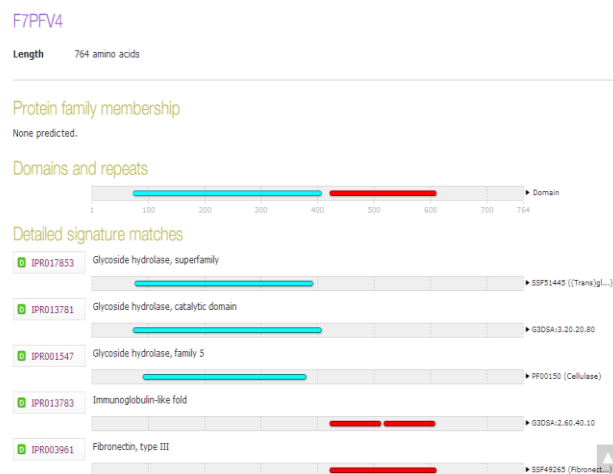 F7PFV4
Length 764 amino acids
Protein family membership
None predicted.
Domains and repeats
Domain
1 100 200 300 400 500 600 700 764
Detailed signature matches
D IPR017853 Glycoside hydrolase, superfamily
SSF51445 ((Trans)gl...)
D IPR013781 Glycoside hydrolase, catalytic domain
G3DSA:3.20.20.80
D IPR001547 Glycoside hydrolase, family 5
PF00150 (Cellulase)
D IPR013783 Immunoglobulin-like fold
G3DSA:2.60.40.10
D IPR003961 Fibronectin, type III
SSF49265 (Fibronect...)